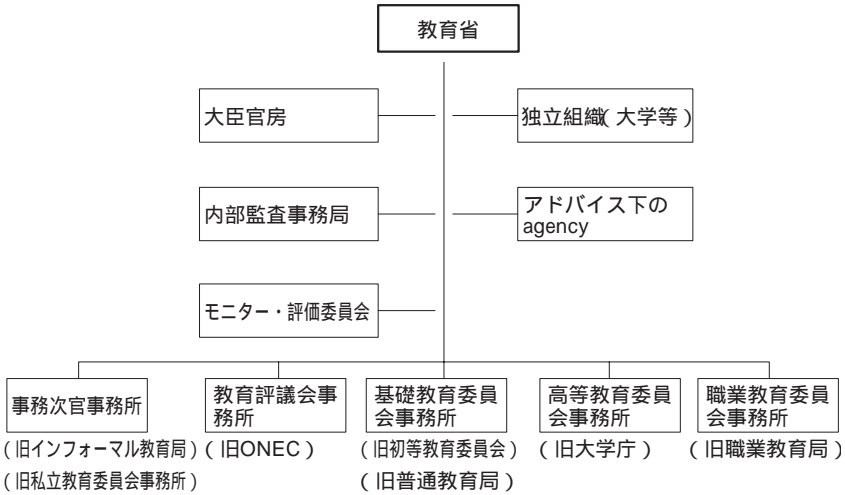 教育省
大臣官房
独立組織（大学等）
内部監査事務局
アドバイス下の
agency
モニター・評価委員会
事務次官事務所
教育評議会事
務所
基礎教育委員
会事務所
高等教育委員
会事務所
職業教育委員
会事務所
（旧インフォーマル教育局）
（旧私立教育委員会事務所）
（旧ONEC）
（旧初等教育委員会）
（旧普通教育局）
（旧大学庁）
（旧職業教育局）